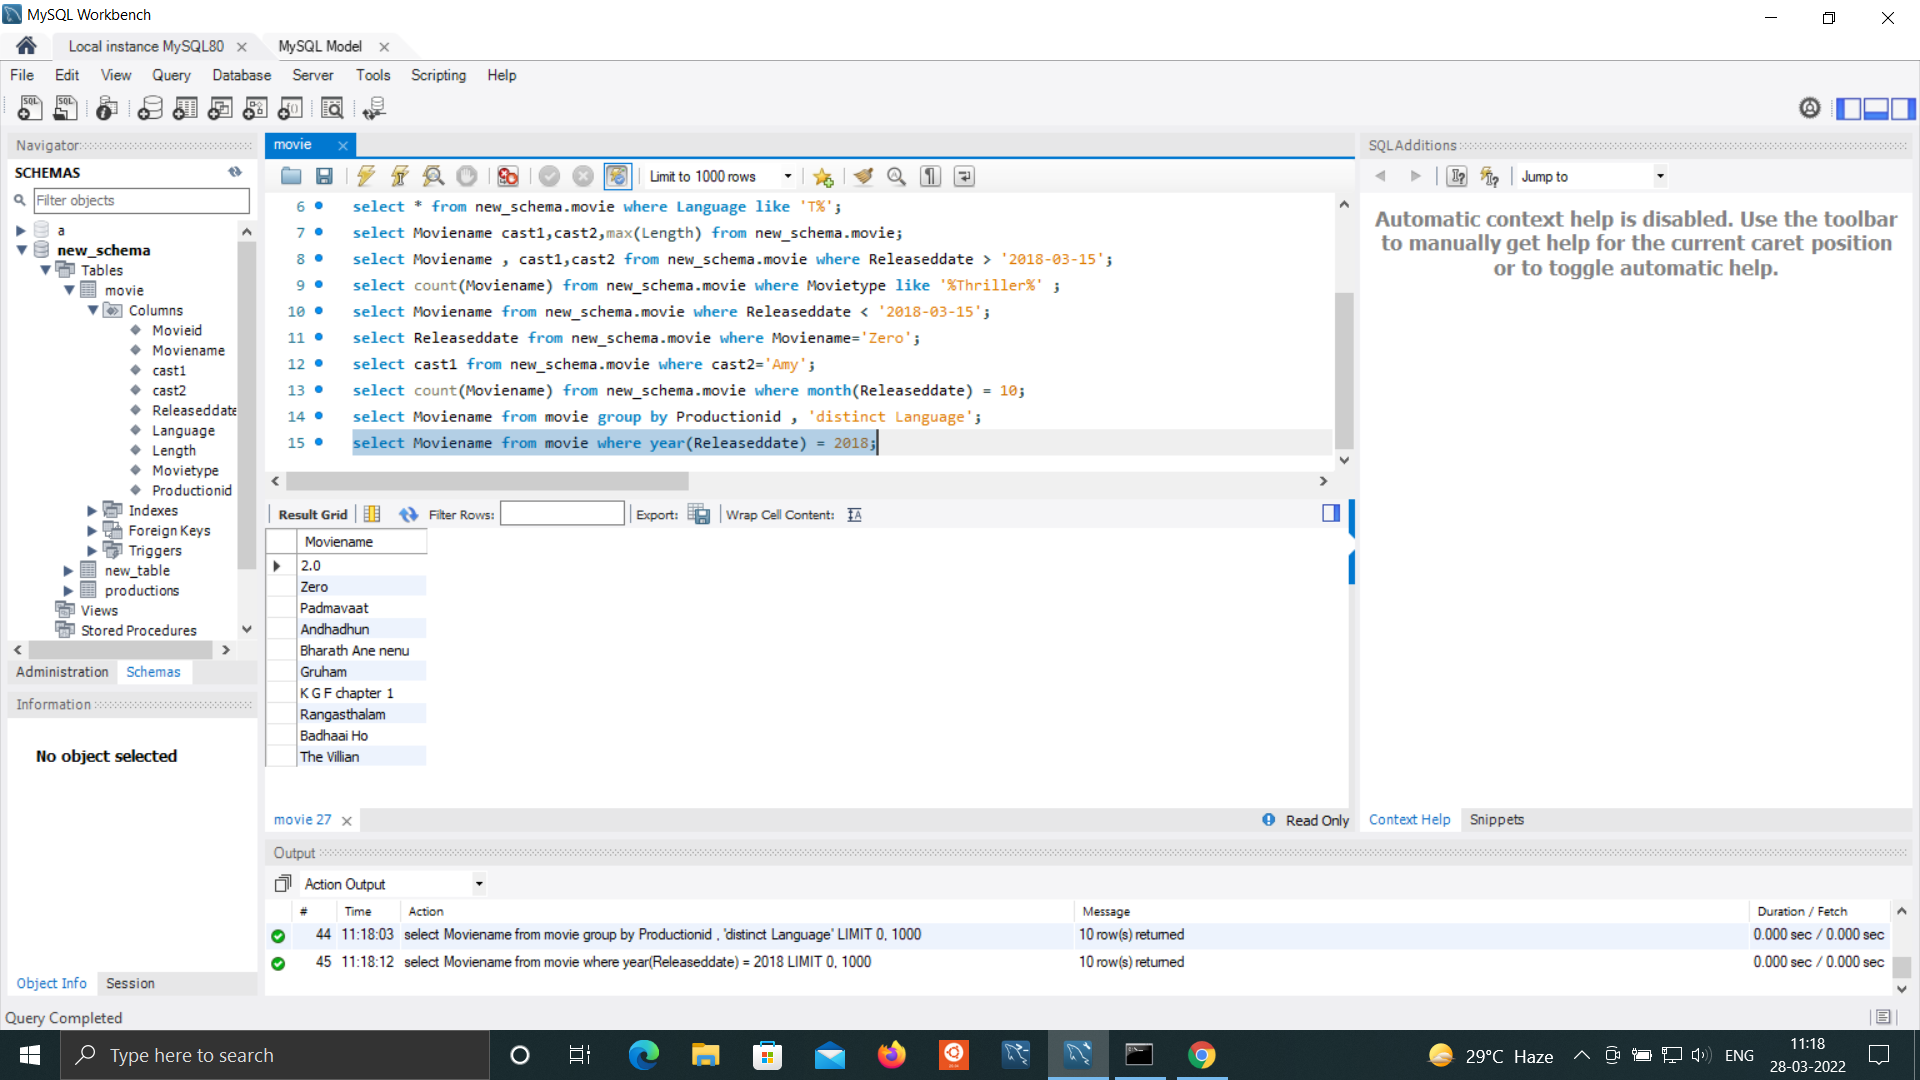 MySQL Workbench
Local instance MySQL80
MySQL Model
File Edit View Query Database Server Tools Scripting Help
Navigator
SCHEMAS
Filter objects
a
new_schema
Tables
movie
Columns
Movieid
Moviename
cast1
cast2
Releaseddate
Language
Length
Movietype
Productionid
Indexes
Foreign Keys
Triggers
new_table
productions
Views
Stored Procedures
Administration Schemas
Information
No object selected
Object Info Session
movie
Limit to 1000 rows
6 select * from new_schema.movie where Language like 'T%';
7 select Moviename cast1,cast2,max(Length) from new_schema.movie;
8 select Moviename , cast1,cast2 from new_schema.movie where Releaseddate > '2018-03-15';
9 select count(Moviename) from new_schema.movie where Movietype like '%Thriller%' ;
10 select Moviename from new_schema.movie where Releaseddate < '2018-03-15';
11 select Releaseddate from new_schema.movie where Moviename='Zero';
12 select cast1 from new_schema.movie where cast2='Amy';
13 select count(Moviename) from new_schema.movie where month(Releaseddate) = 10;
14 select Moviename from movie group by Productionid , 'distinct Language';
15 select Moviename from movie where year(Releaseddate) = 2018;
Result Grid Filter Rows: Export: Wrap Cell Content:
Moviename
2.0
Zero
Padmavaat
Andhadhun
Bharath Ane nenu
Gruham
K G F chapter 1
Rangasthalam
Badhaai Ho
The Villian
movie 27
Read Only
SQLAdditions
Jump to
Automatic context help is disabled. Use the toolbar
to manually get help for the current caret position
or to toggle automatic help.
Context Help Snippets
Output
Action Output
# Time Action Message Duration / Fetch
44 11:18:03 select Moviename from movie group by Productionid , 'distinct Language' LIMIT 0, 1000 10 row(s) returned 0.000 sec / 0.000 sec
45 11:18:12 select Moviename from movie where year(Releaseddate) = 2018 LIMIT 0, 1000 10 row(s) returned 0.000 sec / 0.000 sec
Query Completed
Type here to search
29°C Haze
ENG
11:18
28-03-2022